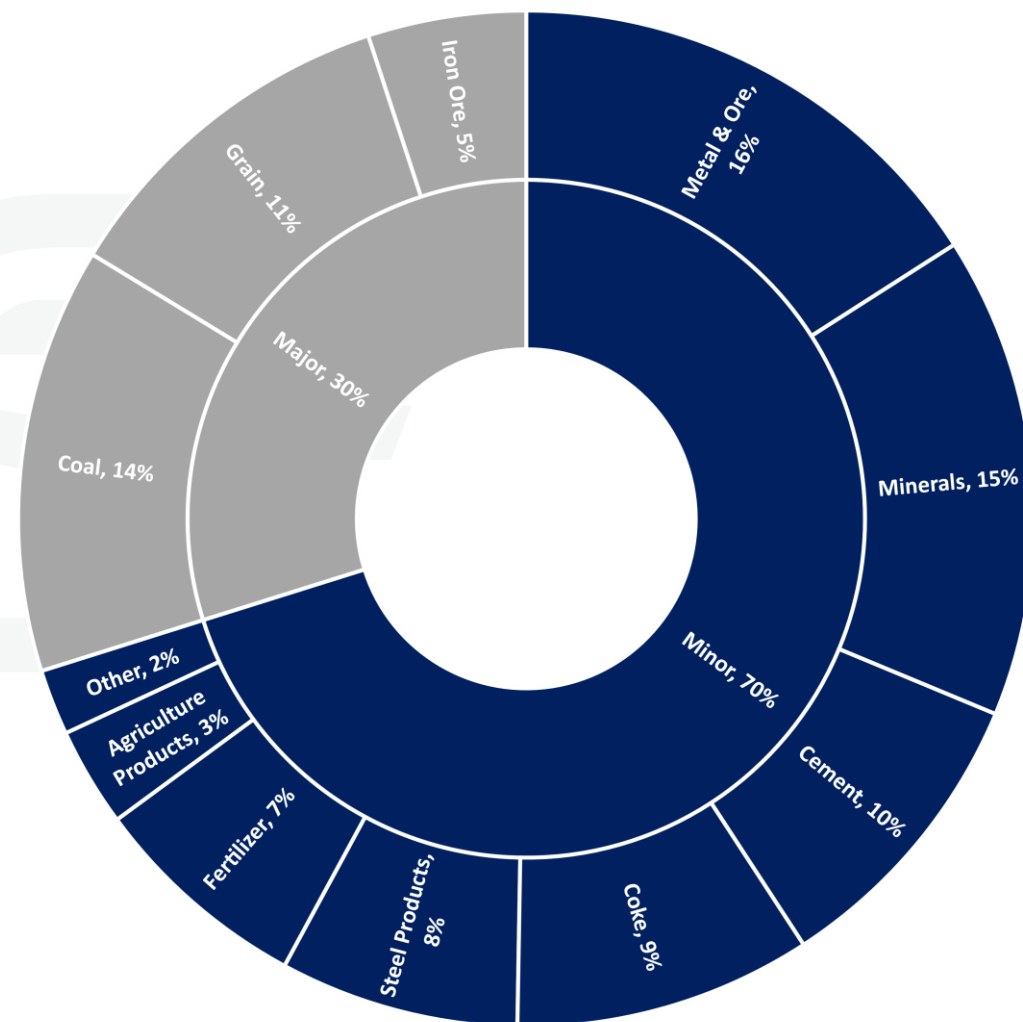 Iron Ore, 5%
Metal & Ore,
16%
Grain, 11%
Major, 30%
Coal, 14%
Minerals, 15%
Minor, 70%
Other, 2%
Agriculture
Products, 3%
Cement, 10%
Fertilizer, 7%
Steel Products,
8%
Coke, 9%